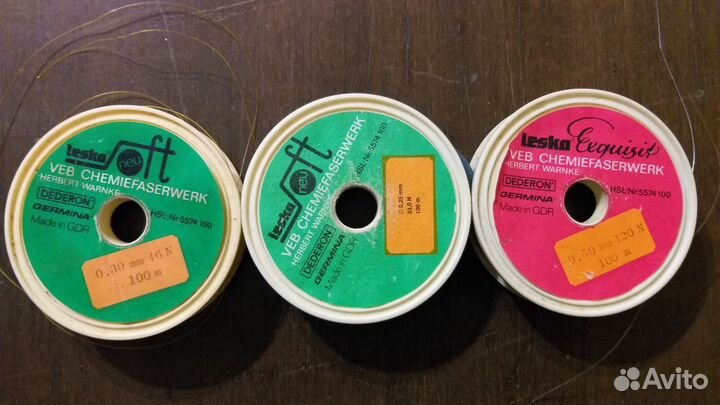 leska soft
neu
VEB CHEMIEFASERWERK
HERBERT WARNKE
DEDERON
HSL-Nr. 5574 100
GERMINA
Made in GDR
0,30 mm 46 N
100 m
leska soft
neu
VEB CHEMIEFASERWERK
HERBERT WARNKE
HSL-Nr. 5574 100
DEDERON
GERMINA
Made in GDR
Ø 0,25 mm
33,0 N
100 m
leska Exquisit
VEB CHEMIEFASERWERK
HERBERT WARNKE
DEDERON
HSL-Nr. 5574 100
GERMINA
Made in GDR
0,50 mm 120 N
100 m
Avito